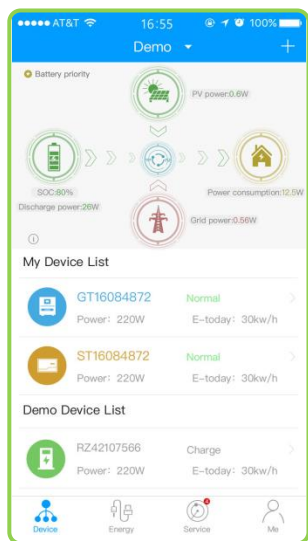 AT&T 16:55 100%
Demo
Battery priority
PV power:0.6W
SOC:80%
Power consumption:12.5W
Discharge power:26W
Grid power:0.56W
My Device List
GT16084872 Normal
Power: 220W E-today: 30kw/h
ST16084872 Normal
Power: 220W E-today: 30kw/h
Demo Device List
RZ42107566 Charge
Power: 220W E-today: 30kw/h
Device Energy Service Me